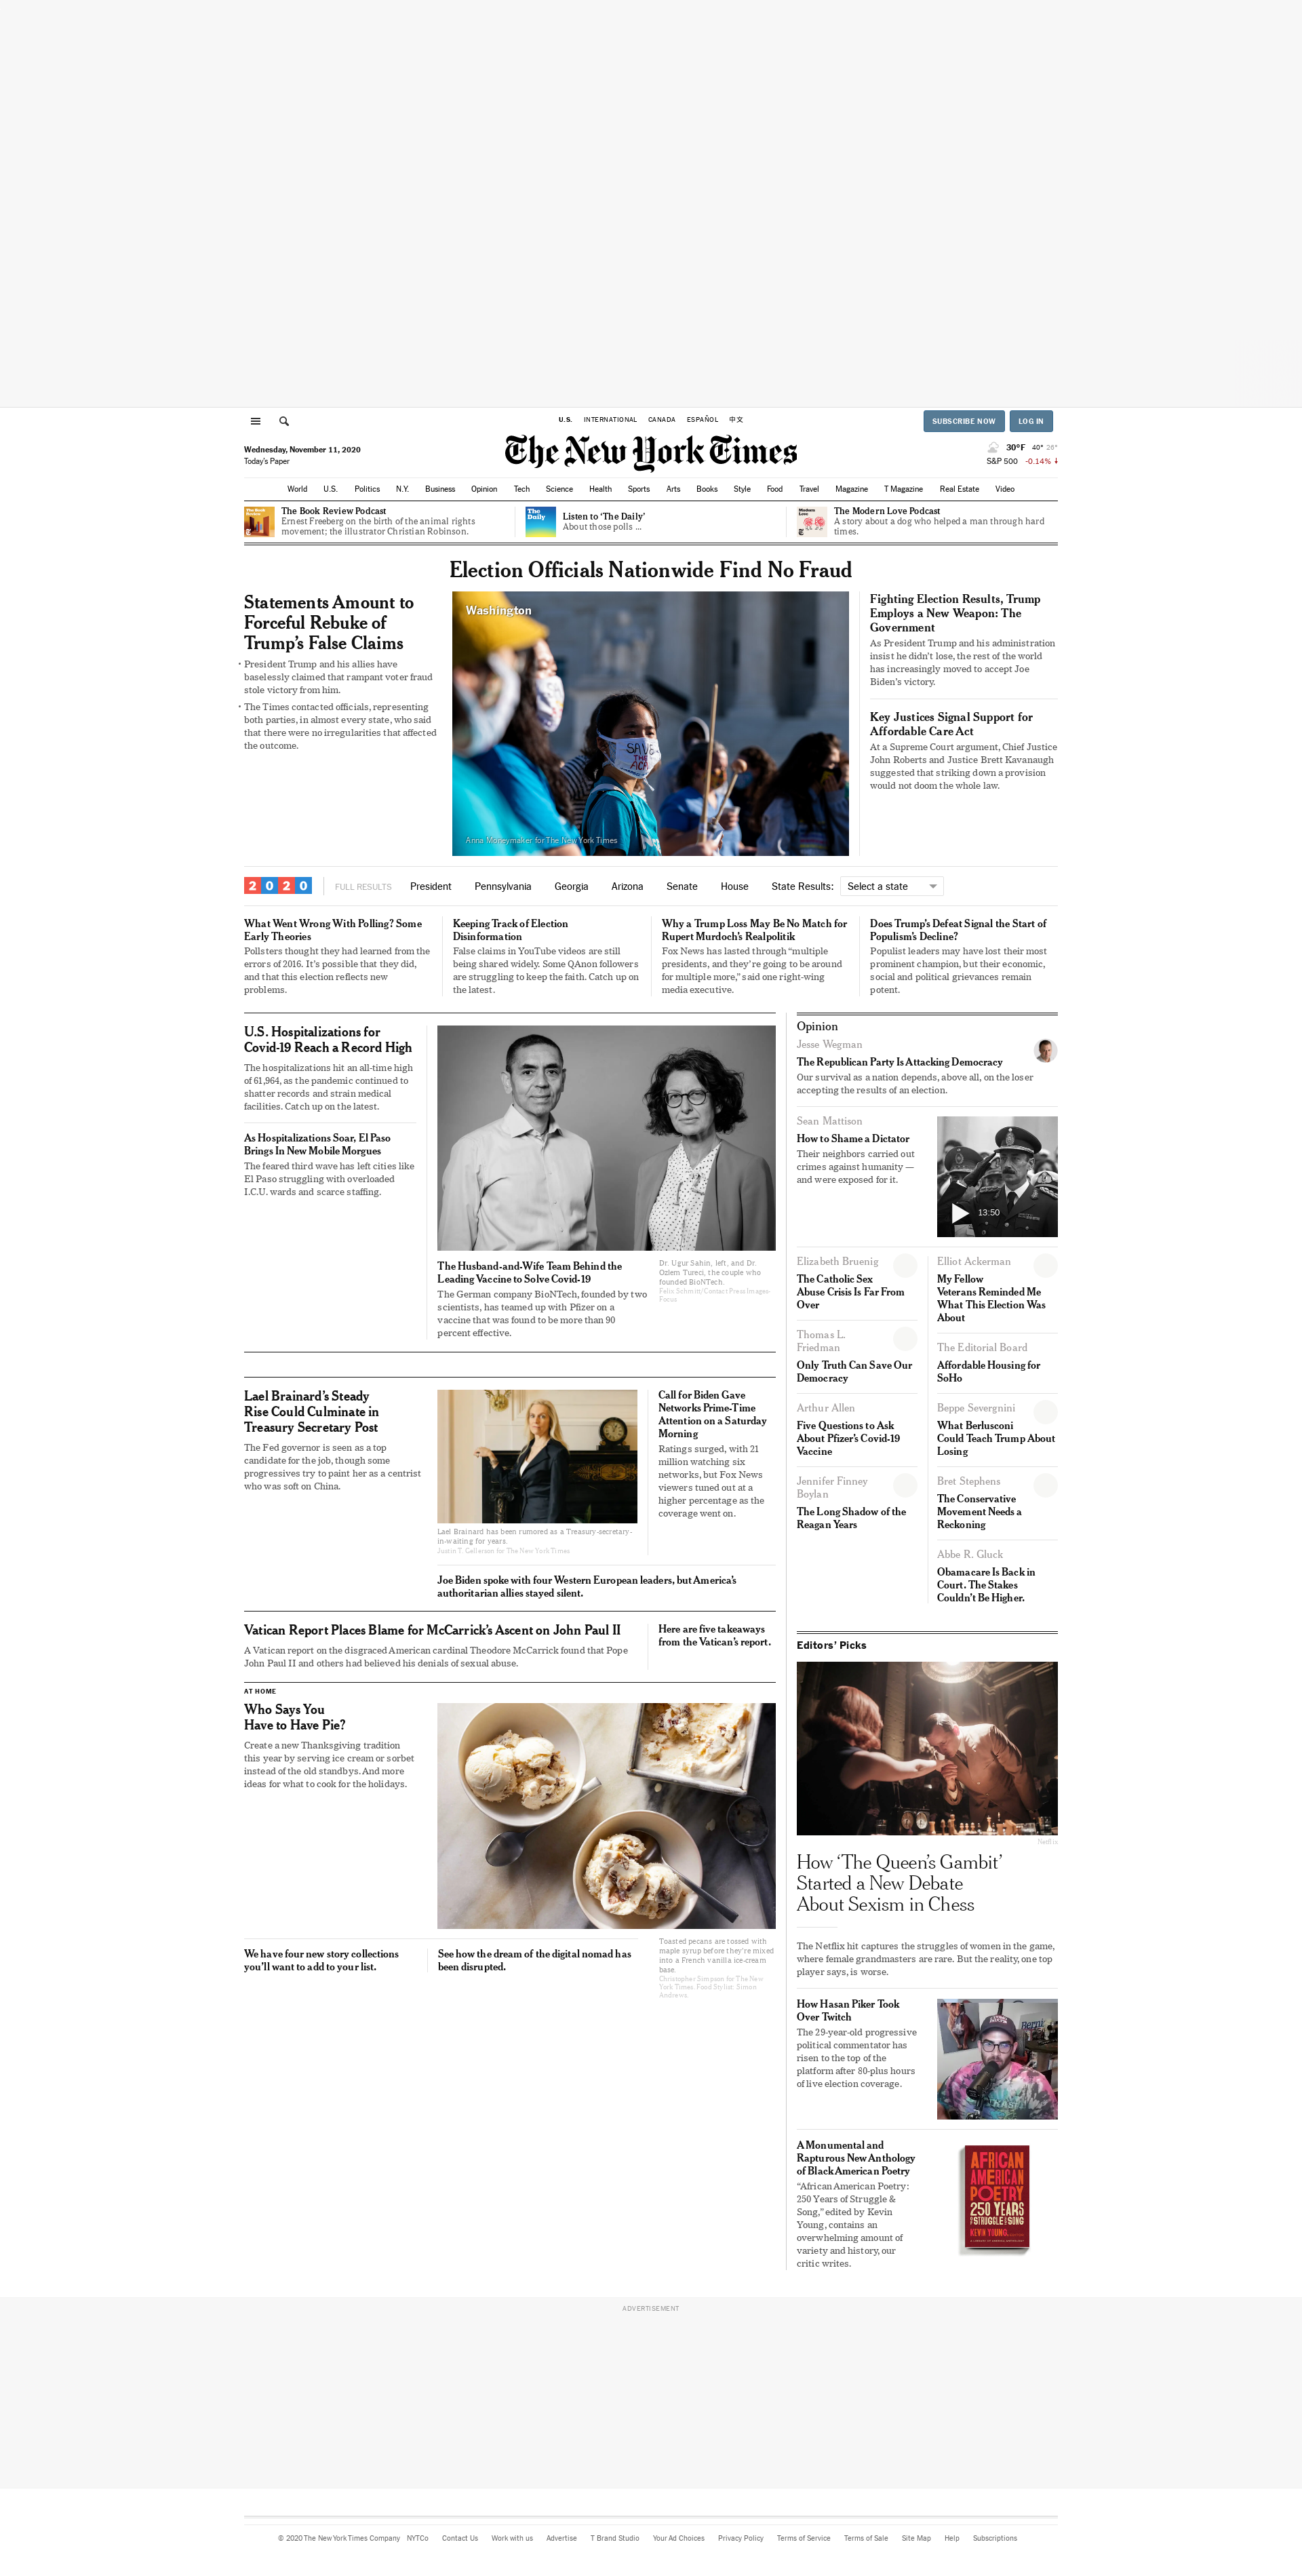 U.S. INTERNATIONAL CANADA ESPAÑOL 中文
SUBSCRIBE NOW LOG IN
Wednesday, November 11, 2020
Today's Paper
The New York Times
30°F 40° 26°
S&P 500 -0.14%
World U.S. Politics N.Y. Business Opinion Tech Science Health Sports Arts Books Style Food Travel Magazine T Magazine Real Estate Video
The Book Review Podcast
Ernest Freeberg on the birth of the animal rights
movement; the illustrator Christian Robinson.
The Daily
Listen to ‘The Daily’
About those polls ...
Modern Love
The Modern Love Podcast
A story about a dog who helped a man through hard
times.
Election Officials Nationwide Find No Fraud
Statements Amount to
Forceful Rebuke of
Trump’s False Claims
• President Trump and his allies have
baselessly claimed that rampant voter fraud
stole victory from him.
• The Times contacted officials, representing
both parties, in almost every state, who said
that there were no irregularities that affected
the outcome.
Washington
SAVE
THE
ACA
Anna Moneymaker for The New York Times
Fighting Election Results, Trump
Employs a New Weapon: The
Government
As President Trump and his administration
insist he didn’t lose, the rest of the world
has increasingly moved to accept Joe
Biden’s victory.
Key Justices Signal Support for
Affordable Care Act
At a Supreme Court argument, Chief Justice
John Roberts and Justice Brett Kavanaugh
suggested that striking down a provision
would not doom the whole law.
2020 FULL RESULTS President Pennsylvania Georgia Arizona Senate House State Results: Select a state
What Went Wrong With Polling? Some
Early Theories
Pollsters thought they had learned from the
errors of 2016. It’s possible that they did,
and that this election reflects new
problems.
Keeping Track of Election
Disinformation
False claims in YouTube videos are still
being shared widely. Some QAnon followers
are struggling to keep the faith. Catch up on
the latest.
Why a Trump Loss May Be No Match for
Rupert Murdoch’s Realpolitik
Fox News has lasted through “multiple
presidents, and they’re going to be around
for multiple more,” said one right-wing
media executive.
Does Trump’s Defeat Signal the Start of
Populism’s Decline?
Populist leaders may have lost their most
prominent champion, but their economic,
social and political grievances remain
potent.
U.S. Hospitalizations for
Covid-19 Reach a Record High
The hospitalizations hit an all-time high
of 61,964, as the pandemic continued to
shatter records and strain medical
facilities. Catch up on the latest.
As Hospitalizations Soar, El Paso
Brings In New Mobile Morgues
The feared third wave has left cities like
El Paso struggling with overloaded
I.C.U. wards and scarce staffing.
The Husband-and-Wife Team Behind the
Leading Vaccine to Solve Covid-19
The German company BioNTech, founded by two
scientists, has teamed up with Pfizer on a
vaccine that was found to be more than 90
percent effective.
Dr. Ugur Sahin, left, and Dr.
Ozlem Tureci, the couple who
founded BioNTech.
Felix Schmitt/Contact Press Images-
Focus
Lael Brainard’s Steady
Rise Could Culminate in
Treasury Secretary Post
The Fed governor is seen as a top
candidate for the job, though some
progressives try to paint her as a centrist
who was soft on China.
Lael Brainard has been rumored as a Treasury-secretary-
in-waiting for years.
Justin T. Gellerson for The New York Times
Call for Biden Gave
Networks Prime-Time
Attention on a Saturday
Morning
Ratings surged, with 21
million watching six
networks, but Fox News
viewers tuned out at a
higher percentage as the
coverage went on.
Joe Biden spoke with four Western European leaders, but America’s
authoritarian allies stayed silent.
Vatican Report Places Blame for McCarrick’s Ascent on John Paul II
A Vatican report on the disgraced American cardinal Theodore McCarrick found that Pope
John Paul II and others had believed his denials of sexual abuse.
Here are five takeaways
from the Vatican’s report.
AT HOME
Who Says You
Have to Have Pie?
Create a new Thanksgiving tradition
this year by serving ice cream or sorbet
instead of the old standbys. And more
ideas for what to cook for the holidays.
Toasted pecans are tossed with
maple syrup before they’re mixed
into a French vanilla ice-cream
base.
Christopher Simpson for The New
York Times. Food Stylist: Simon
Andrews.
We have four new story collections
you’ll want to add to your list.
See how the dream of the digital nomad has
been disrupted.
Opinion
Jesse Wegman
The Republican Party Is Attacking Democracy
Our survival as a nation depends, above all, on the loser
accepting the results of an election.
Sean Mattison
How to Shame a Dictator
Their neighbors carried out
crimes against humanity —
and were exposed for it.
13:50
Elizabeth Bruenig
The Catholic Sex
Abuse Crisis Is Far From
Over
Thomas L.
Friedman
Only Truth Can Save Our
Democracy
Arthur Allen
Five Questions to Ask
About Pfizer’s Covid-19
Vaccine
Jennifer Finney
Boylan
The Long Shadow of the
Reagan Years
Elliot Ackerman
My Fellow
Veterans Reminded Me
What This Election Was
About
The Editorial Board
Affordable Housing for
SoHo
Beppe Severgnini
What Berlusconi
Could Teach Trump About
Losing
Bret Stephens
The Conservative
Movement Needs a
Reckoning
Abbe R. Gluck
Obamacare Is Back in
Court. The Stakes
Couldn’t Be Higher.
Editors’ Picks
Netflix
How ‘The Queen’s Gambit’
Started a New Debate
About Sexism in Chess
The Netflix hit captures the struggles of women in the game,
where female grandmasters are rare. But the reality, one top
player says, is worse.
How Hasan Piker Took
Over Twitch
The 29-year-old progressive
political commentator has
risen to the top of the
platform after 80-plus hours
of live election coverage.
Berni
A Monumental and
Rapturous New Anthology
of Black American Poetry
“African American Poetry:
250 Years of Struggle &
Song,” edited by Kevin
Young, contains an
overwhelming amount of
variety and history, our
critic writes.
AFRICAN
AMERICAN
POETRY
250 YEARS
OF STRUGGLE & SONG
KEVIN YOUNG
ADVERTISEMENT
© 2020 The New York Times Company NYTCo Contact Us Work with us Advertise T Brand Studio Your Ad Choices Privacy Policy Terms of Service Terms of Sale Site Map Help Subscriptions